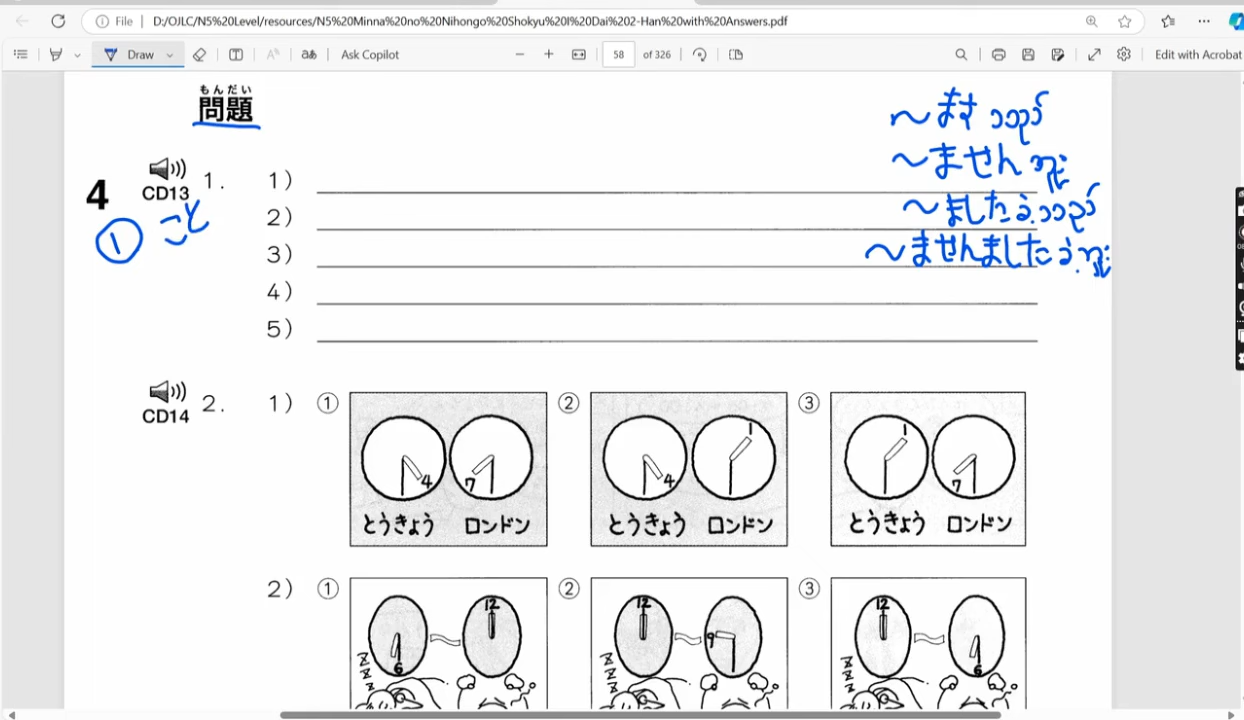 File
D:/OJLC/N5%20Level/resources/N5%20Minna%20no%20Nihongo%20Shokyu%20I%20Dai%202-Han%20with%20Answers.pdf
Draw
aあ
Ask Copilot
58 of 326
Edit with Acrobat
もんだい
問題
〜ます
〜ません
〜ました
〜ませんました
4
CD13 1. 1)
2)
3)
4)
5)
① こと
CD14 2. 1) ① ② ③
4 7 4 1 1 7
とうきょう ロンドン とうきょう ロンドン とうきょう ロンドン
2) ① ② ③
6 12 12 9 12 6
z z z z z z z z z